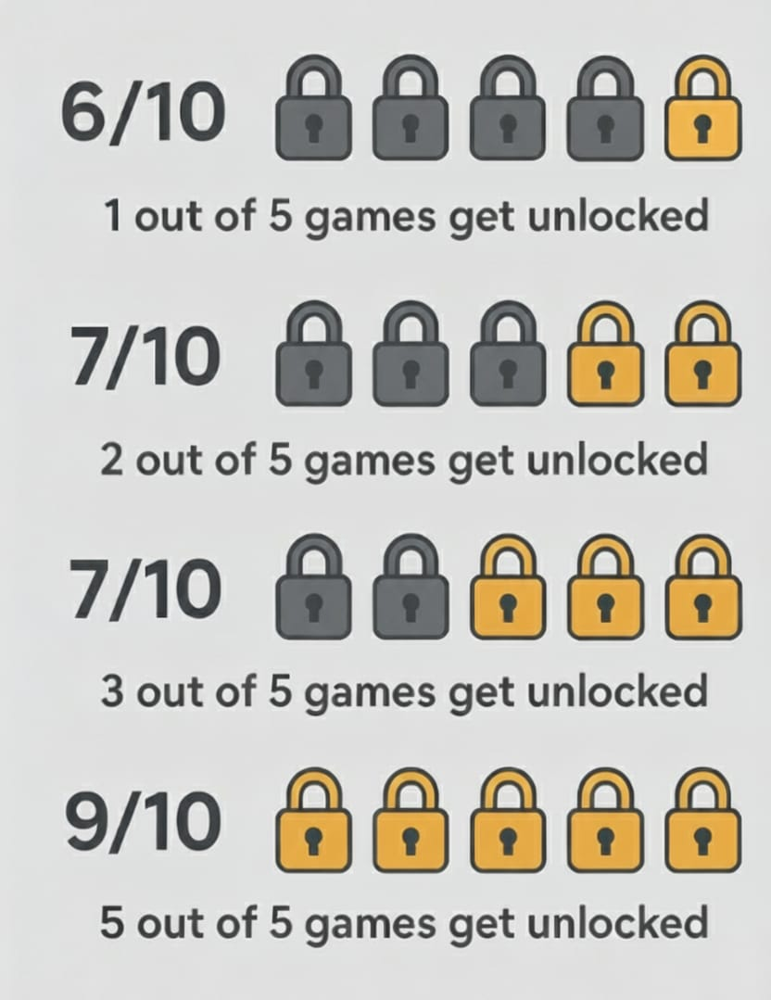 6/10
1 out of 5 games get unlocked
7/10
2 out of 5 games get unlocked
7/10
3 out of 5 games get unlocked
9/10
5 out of 5 games get unlocked